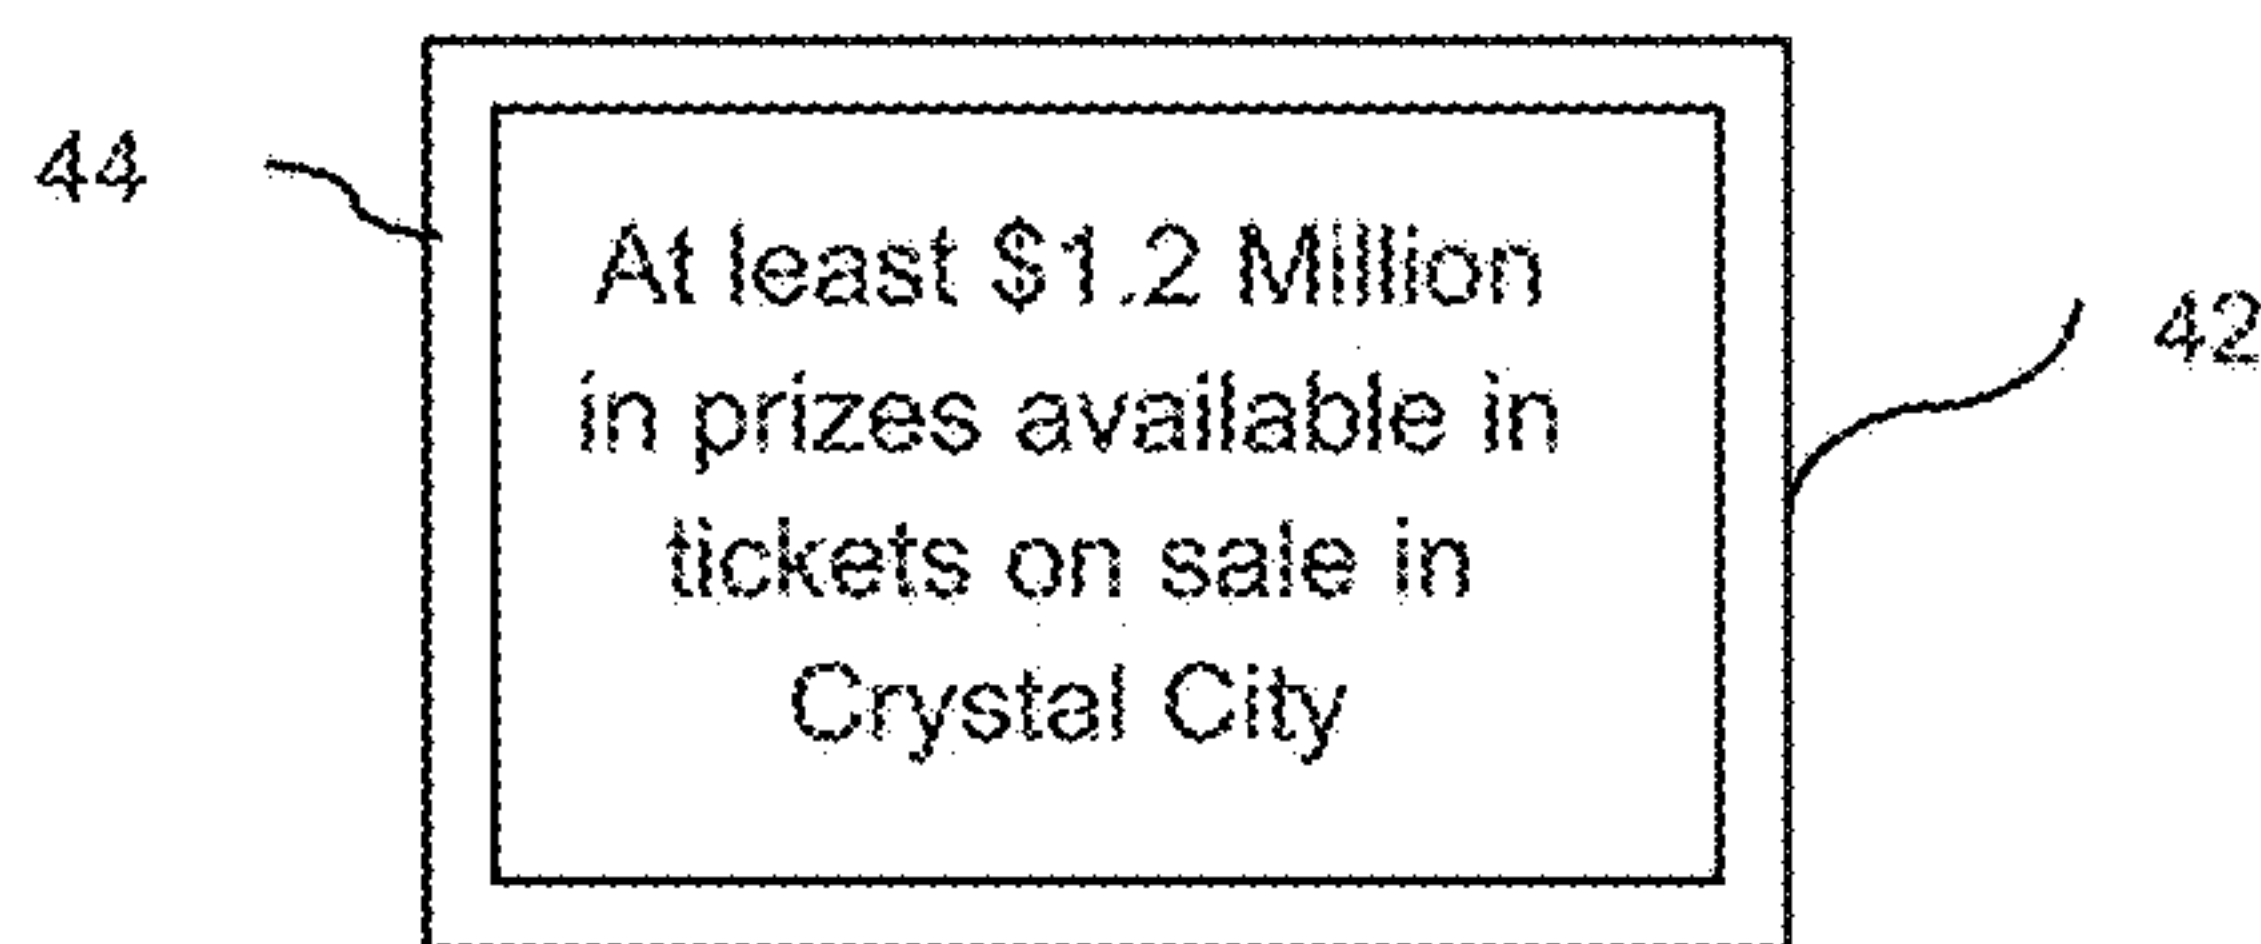 44
At least $1.2 Million
in prizes available in
tickets on sale in
Crystal City
42